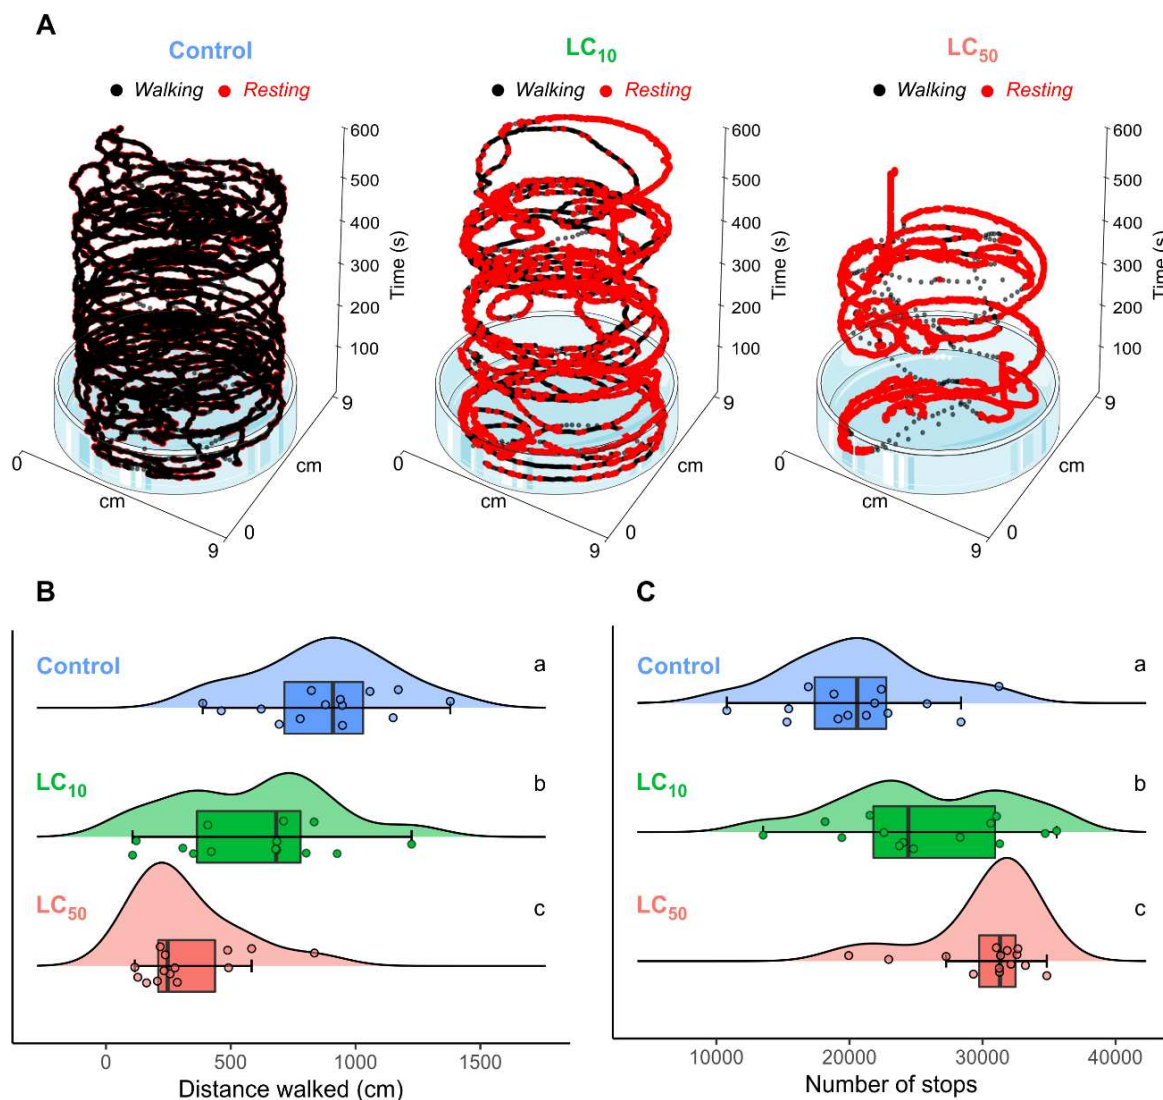 A
Control
LC10
LC50
Walking Resting
Walking Resting
Walking Resting
600
500
400
300
200
100
Time (s)
9
cm
0
cm
9
0
600
500
400
300
200
100
Time (s)
9
cm
0
cm
9
0
600
500
400
300
200
100
Time (s)
9
cm
0
cm
9
0
B
Control
a
LC10
b
LC50
c
0 500 1000 1500
Distance walked (cm)
C
Control
a
LC10
b
LC50
c
10000 20000 30000 40000
Number of stops